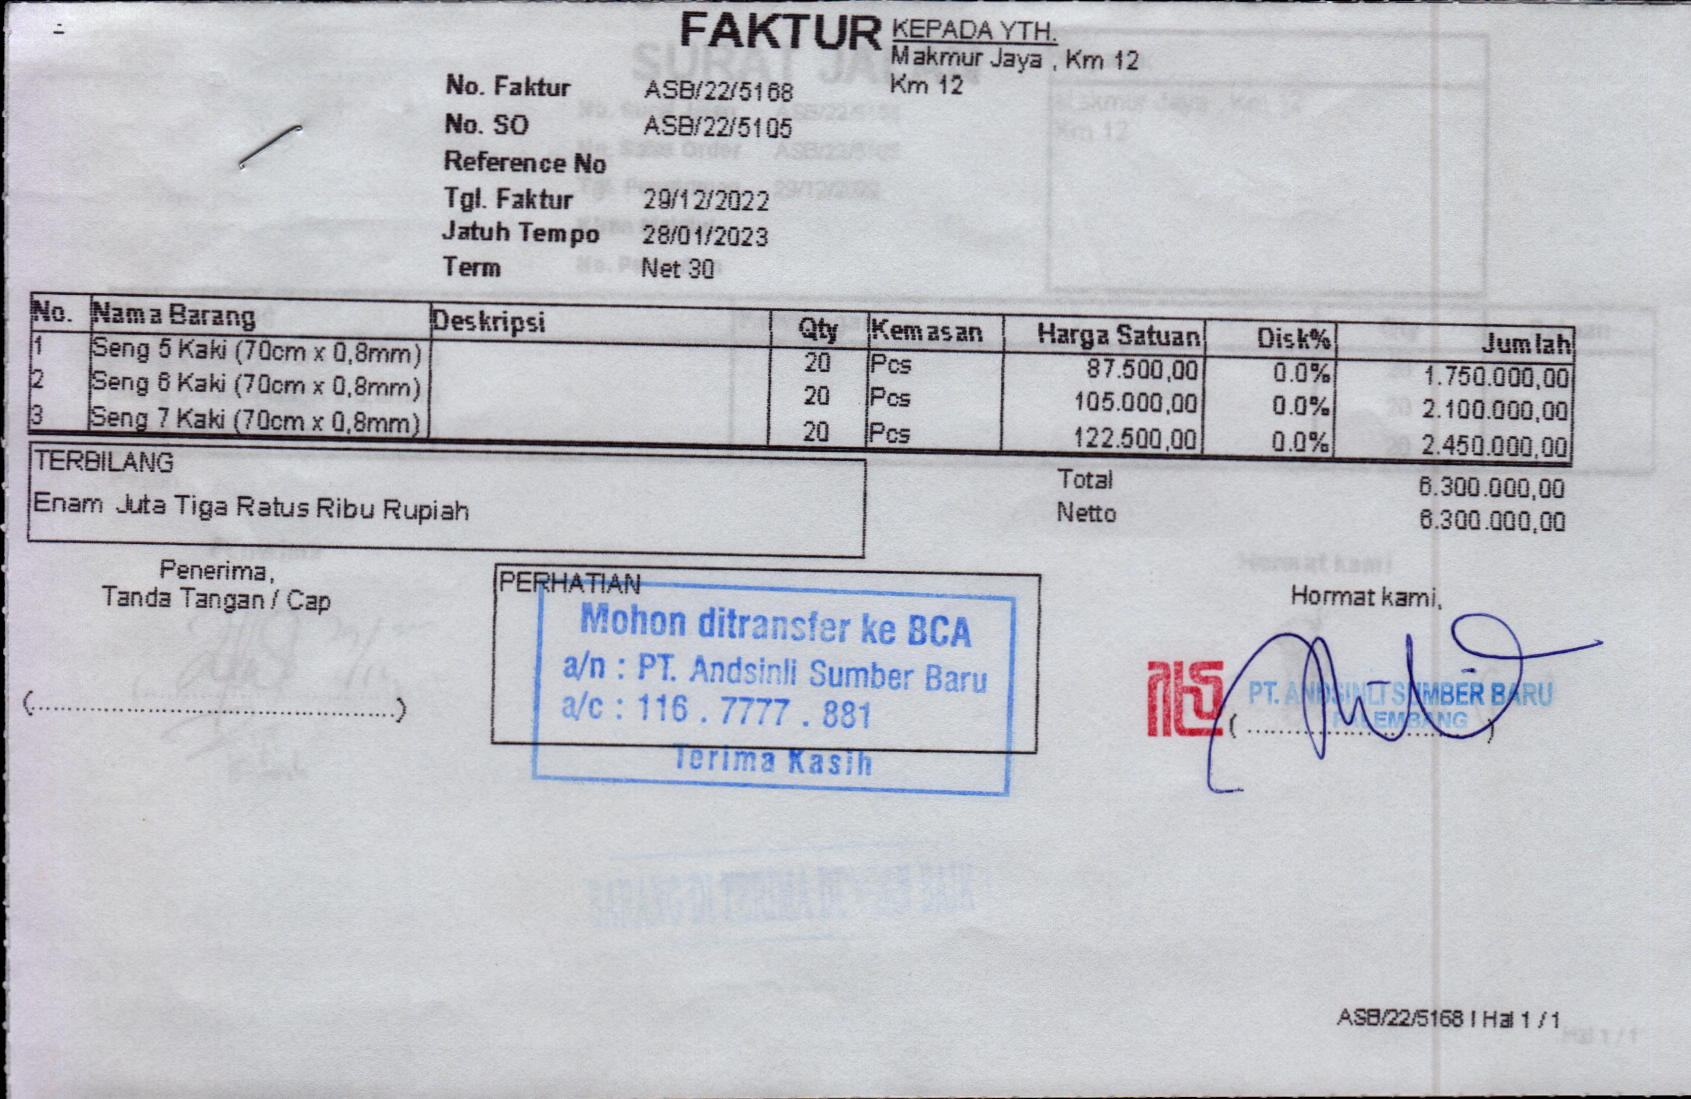 FAKTUR
KEPADA YTH.
Makmur Jaya , Km 12
Km 12
No. Faktur ASB/22/5168
No. SO ASB/22/5105
Reference No
Tgl. Faktur 29/12/2022
Jatuh Tempo 28/01/2023
Term Net 30
No. Nama Barang Deskripsi Qty Kemasan Harga Satuan Disk% Jumlah
1 Seng 5 Kaki (70cm x 0,8mm) 20 Pcs 87.500,00 0.0% 1.750.000,00
2 Seng 6 Kaki (70cm x 0,8mm) 20 Pcs 105.000,00 0.0% 2.100.000,00
3 Seng 7 Kaki (70cm x 0,8mm) 20 Pcs 122.500,00 0.0% 2.450.000,00
TERBILANG
Enam Juta Tiga Ratus Ribu Rupiah
Total 6.300.000,00
Netto 6.300.000,00
Penerima,
Tanda Tangan / Cap
(..............................................)
PERHATIAN
Mohon ditransfer ke BCA
a/n : PT. Andsinli Sumber Baru
a/c : 116 . 7777 . 881
Terima Kasih
Hormat kami,
PT. ANDSINLI SUMBER BARU
PALEMBANG
ASB/22/5168 I Hal 1 / 1